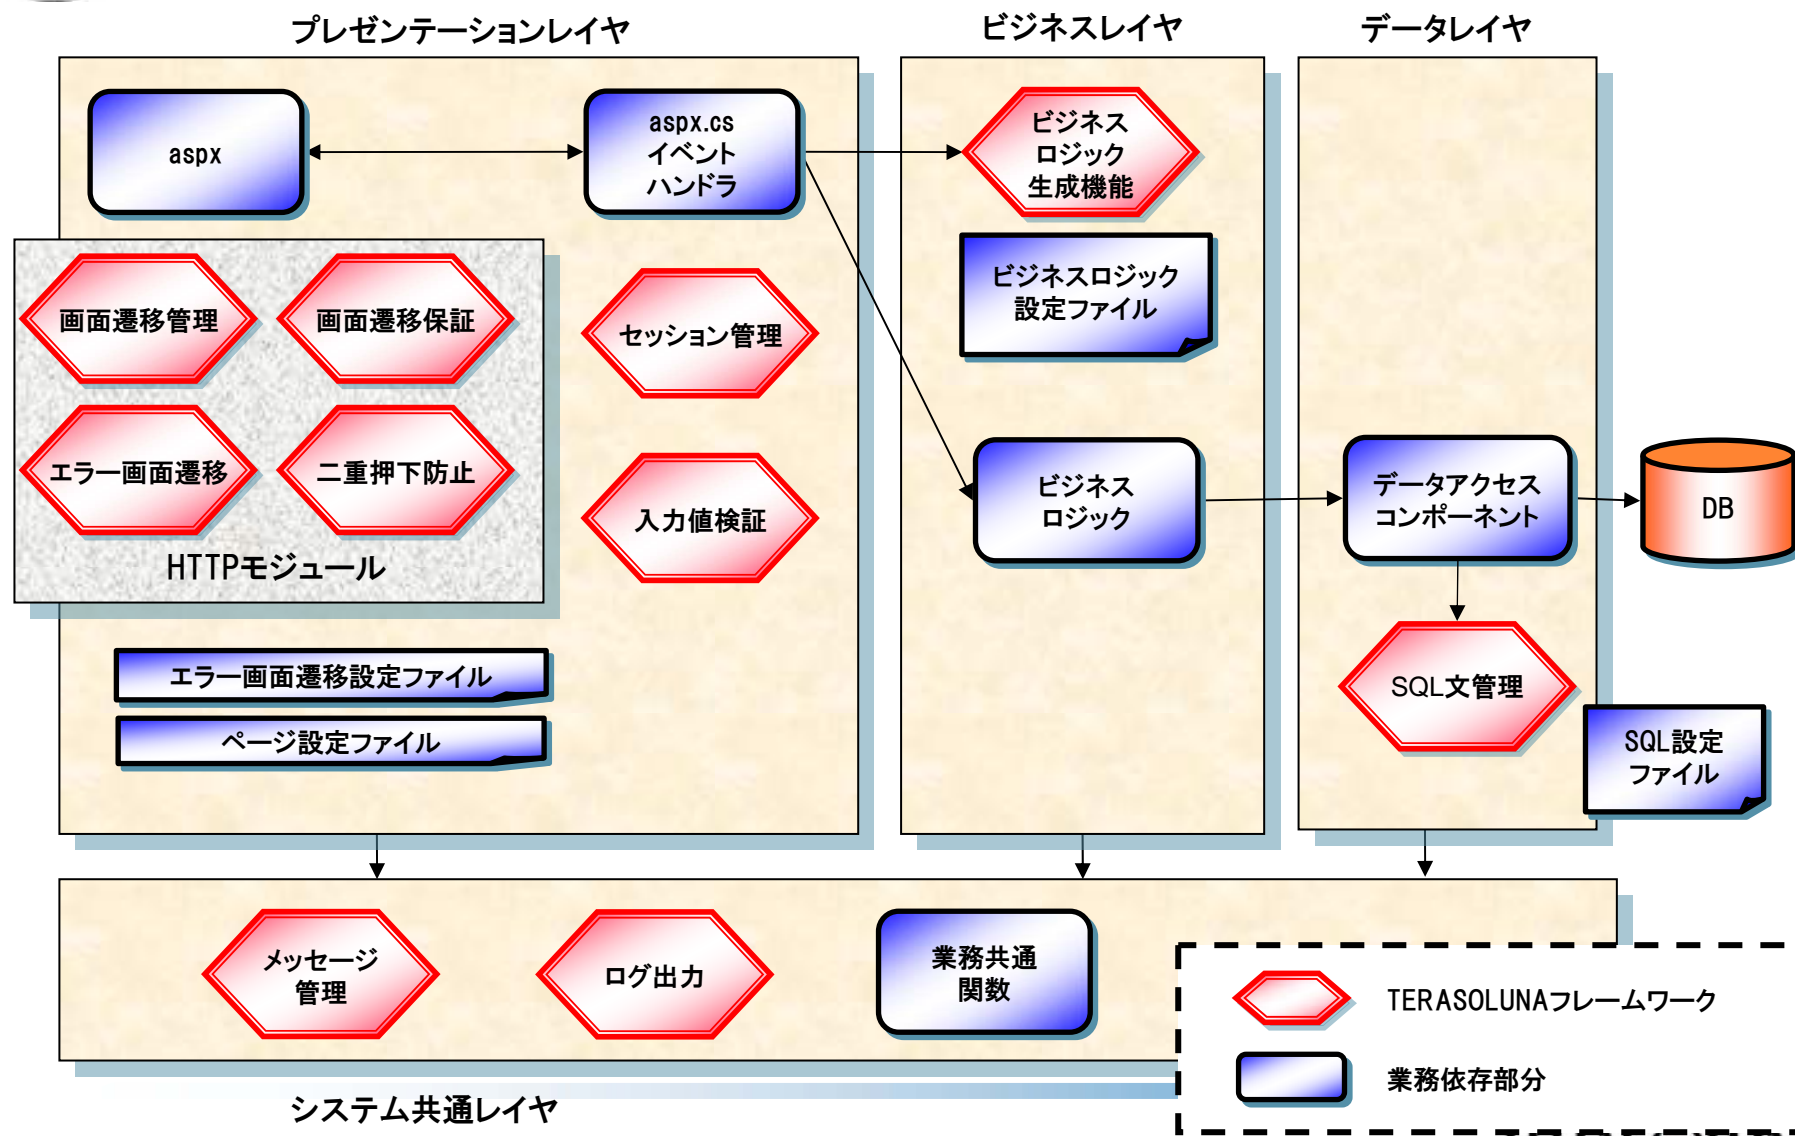 プレゼンテーションレイヤ
ビジネスレイヤ
データレイヤ
aspx
aspx.cs
イベント
ハンドラ
ビジネス
ロジック
生成機能
ビジネスロジック
設定ファイル
画面遷移管理
画面遷移保証
セッション管理
エラー画面遷移
二重押下防止
入力値検証
HTTPモジュール
ビジネス
ロジック
データアクセス
コンポーネント
DB
エラー画面遷移設定ファイル
ページ設定ファイル
SQL文管理
SQL設定
ファイル
メッセージ
管理
ログ出力
業務共通
関数
TERASOLUNAフレームワーク
業務依存部分
システム共通レイヤ